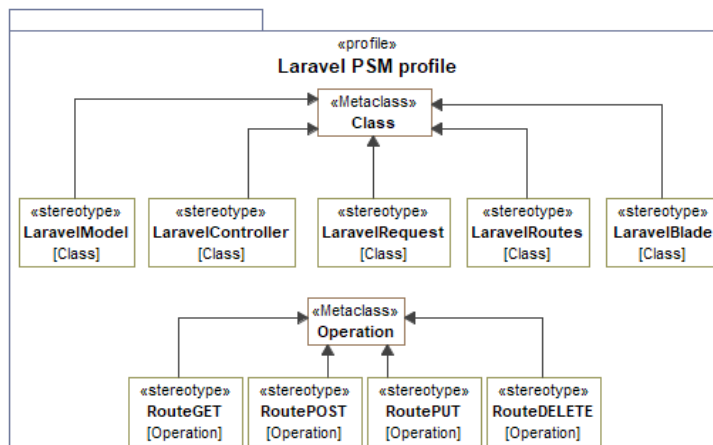 «profile»
Laravel PSM profile
«Metaclass»
Class
«stereotype» «stereotype» «stereotype» «stereotype» «stereotype»
LaravelModel LaravelController LaravelRequest LaravelRoutes LaravelBlade
[Class] [Class] [Class] [Class] [Class]
«Metaclass»
Operation
«stereotype» «stereotype» «stereotype» «stereotype»
RouteGET RoutePOST RoutePUT RouteDELETE
[Operation] [Operation] [Operation] [Operation]